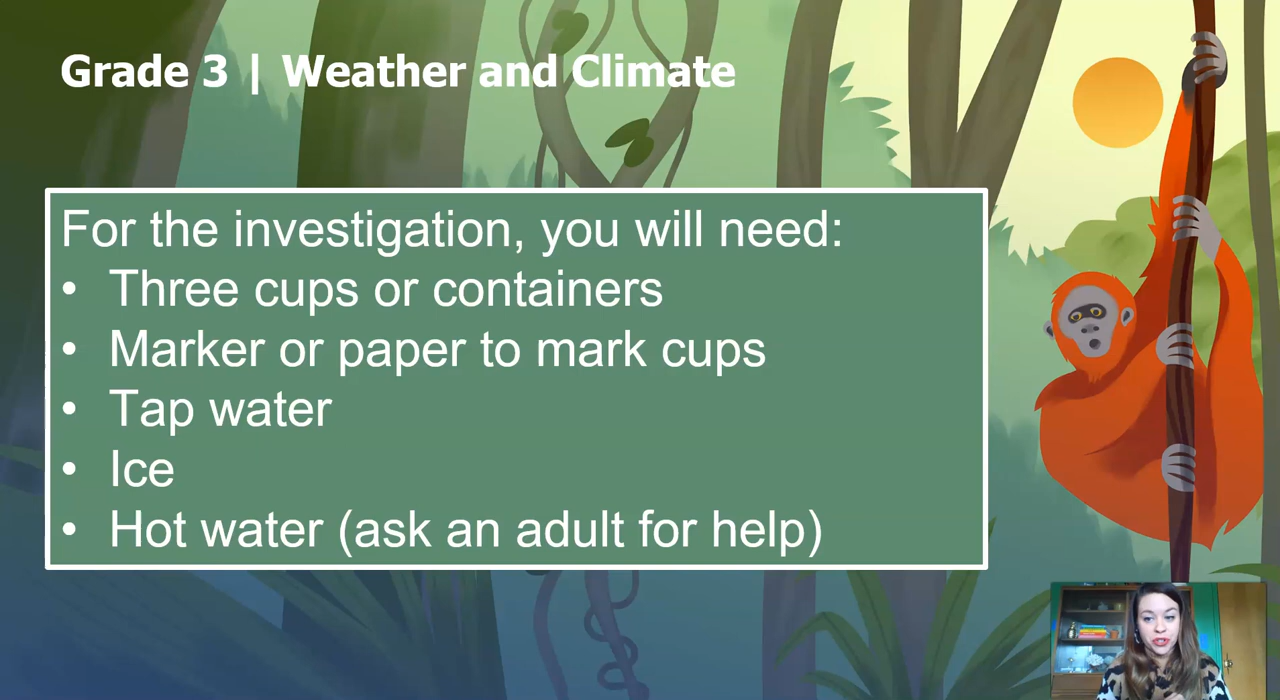 Grade 3 | Weather and Climate
For the investigation, you will need:
• Three cups or containers
• Marker or paper to mark cups
• Tap water
• Ice
• Hot water (ask an adult for help)